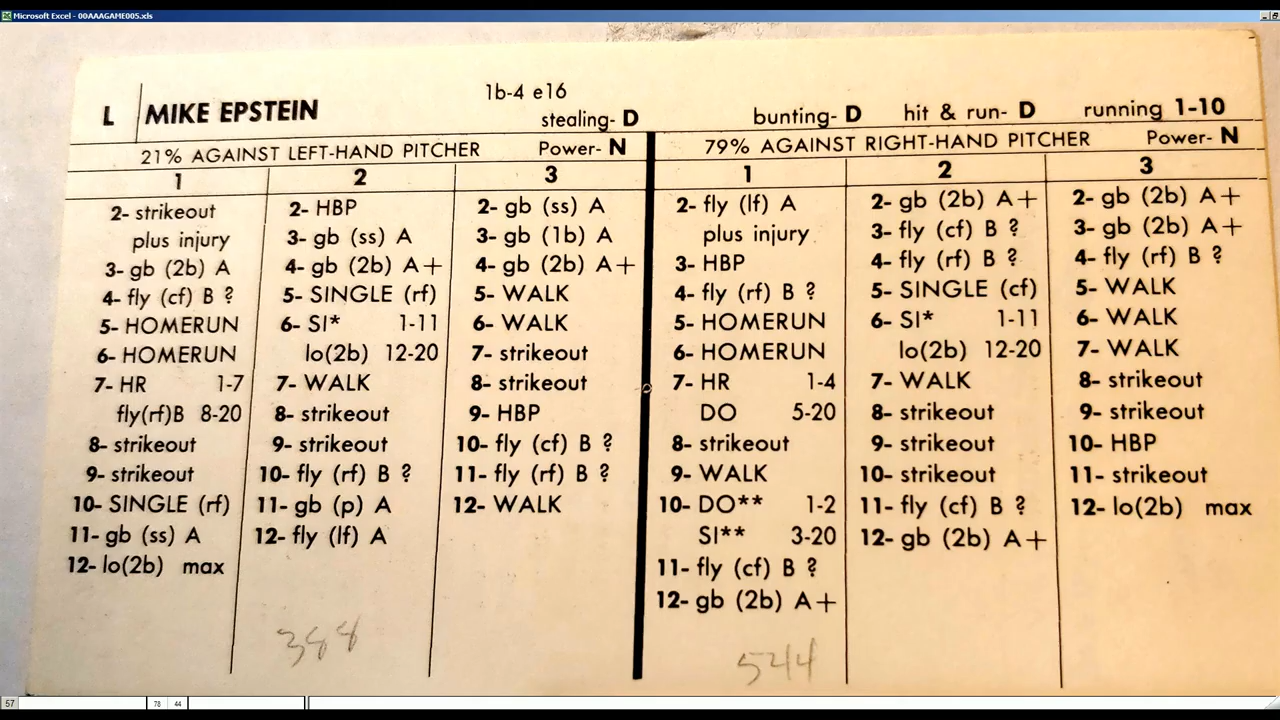 Microsoft Excel - 00AAAGAME005.xls
1b-4 e16
L MIKE EPSTEIN stealing- D bunting- D hit & run- D running 1-10
21% AGAINST LEFT-HAND PITCHER Power- N 79% AGAINST RIGHT-HAND PITCHER Power- N
1
2- strikeout
plus injury
3- gb (2b) A
4- fly (cf) B ?
5- HOMERUN
6- HOMERUN
7- HR 1-7
fly(rf)B 8-20
8- strikeout
9- strikeout
10- SINGLE (rf)
11- gb (ss) A
12- lo(2b) max
2
2- HBP
3- gb (ss) A
4- gb (2b) A+
5- SINGLE (rf)
6- SI* 1-11
lo(2b) 12-20
7- WALK
8- strikeout
9- strikeout
10- fly (rf) B ?
11- gb (p) A
12- fly (lf) A
388
3
2- gb (ss) A
3- gb (1b) A
4- gb (2b) A+
5- WALK
6- WALK
7- strikeout
8- strikeout
9- HBP
10- fly (cf) B ?
11- fly (rf) B ?
12- WALK
1
2- fly (lf) A
plus injury
3- HBP
4- fly (rf) B ?
5- HOMERUN
6- HOMERUN
7- HR 1-4
DO 5-20
8- strikeout
9- WALK
10- DO** 1-2
SI** 3-20
11- fly (cf) B ?
12- gb (2b) A+
544
2
2- gb (2b) A+
3- fly (cf) B ?
4- fly (rf) B ?
5- SINGLE (cf)
6- SI* 1-11
lo(2b) 12-20
7- WALK
8- strikeout
9- strikeout
10- strikeout
11- fly (cf) B ?
12- gb (2b) A+
3
2- gb (2b) A+
3- gb (2b) A+
4- fly (rf) B ?
5- WALK
6- WALK
7- WALK
8- strikeout
9- strikeout
10- HBP
11- strikeout
12- lo(2b) max
57 78 44